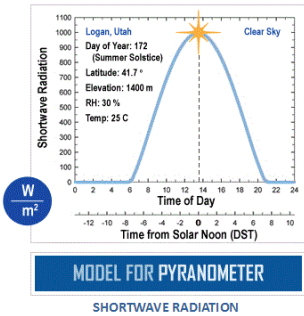 1100
1000
900
800
700
600
500
400
300
200
100
0
Shortwave Radiation
Logan, Utah
Clear Sky
Day of Year: 172
(Summer Solstice)
Latitude: 41.7 °
Elevation: 1400 m
RH: 30 %
Temp: 25 C
0 2 4 6 8 10 12 14 16 18 20 22 24
Time of Day
W
m²
-12 -10 -8 -6 -4 -2 0 2 4 6 8 10
Time from Solar Noon (DST)
MODEL FOR PYRANOMETER
SHORTWAVE RADIATION